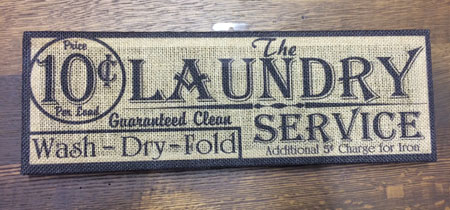 Price
10¢
Per Load
The
LAUNDRY
Guaranteed Clean
SERVICE
Wash - Dry - Fold
Additional 5¢ Charge for Iron